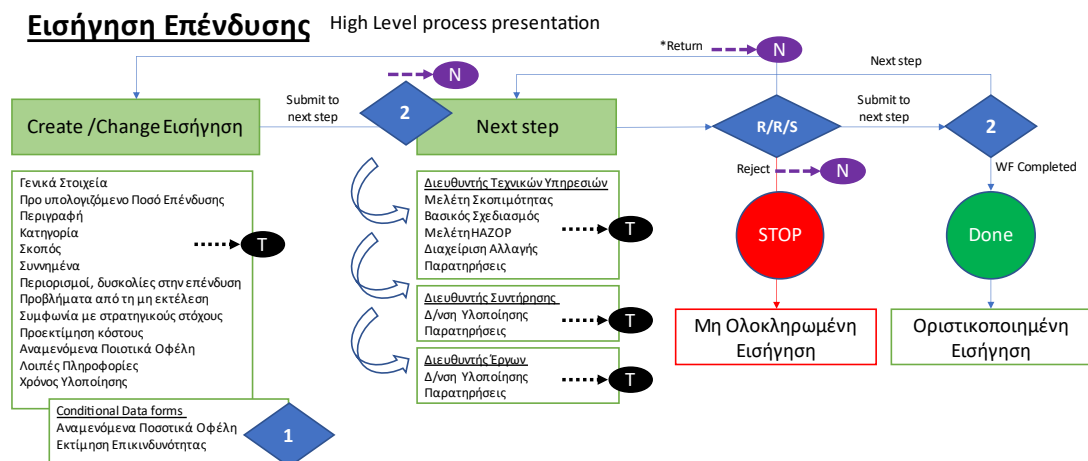 Εισήγηση Επένδυσης
High Level process presentation
*Return
N
Next step
N
Create /Change Εισήγηση
Submit to
next step
2
Next step
R/R/S
Submit to
next step
2
Reject
N
WF Completed
Γενικά Στοιχεία
Προ υπολογιζόμενο Ποσό Επένδυσης
Περιγραφή
Κατηγορία
Σκοπός
Συννημένα
Περιορισμοί, δυσκολίες στην επένδυση
Προβλήματα από τη μη εκτέλεση
Συμφωνία με στρατηγικούς στόχους
Προεκτίμηση κόστους
Αναμενόμενα Ποιοτικά Οφέλη
Λοιπές Πληροφορίες
Χρόνος Υλοποίησης
T
Conditional Data forms
Αναμενόμενα Ποσοτικά Οφέλη
Εκτίμηση Επικινδυνότητας
1
Διευθυντής Τεχνικών Υπηρεσιών
Μελέτη Σκοπιμότητας
Βασικός Σχεδιασμός
Μελέτη HAZOP
Διαχείριση Αλλαγής
Παρατηρήσεις
T
Διευθυντής Συντήρησης
Δ/νση Υλοποίησης
Παρατηρήσεις
T
Διευθυντής Έργων
Δ/νση Υλοποίησης
Παρατηρήσεις
T
STOP
Done
Μη Ολοκληρωμένη
Εισήγηση
Οριστικοποιημένη
Εισήγηση